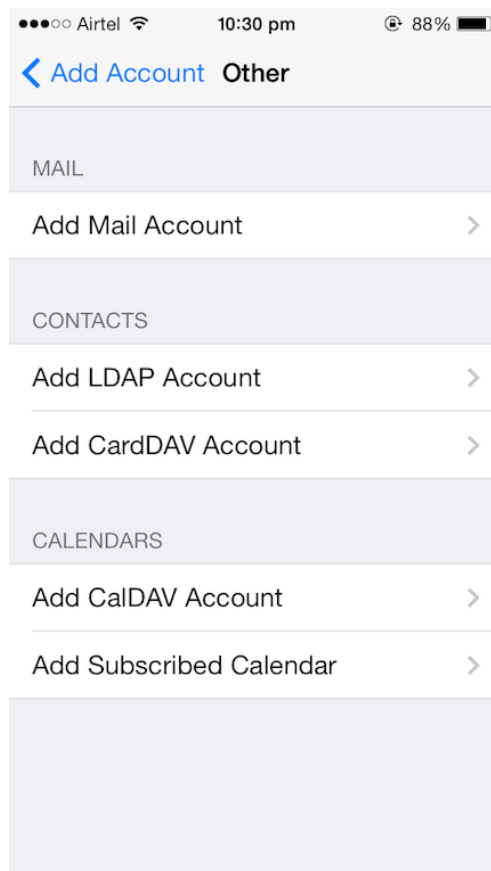 Airtel 10:30 pm 88%
Add Account Other
MAIL
Add Mail Account
CONTACTS
Add LDAP Account
Add CardDAV Account
CALENDARS
Add CalDAV Account
Add Subscribed Calendar